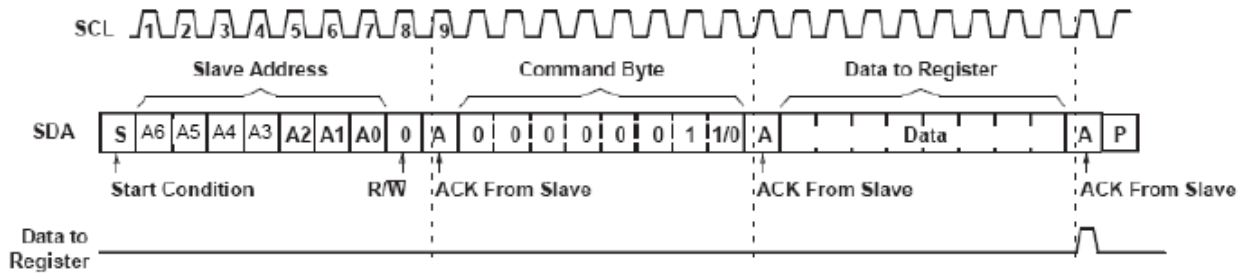 SCL 1 2 3 4 5 6 7 8 9
Slave Address Command Byte Data to Register
SDA S A6 A5 A4 A3 A2 A1 A0 0 A 0 0 0 0 0 0 1 1/0 A Data A P
Start Condition R/W̅ ACK From Slave ACK From Slave ACK From Slave
Data to
Register